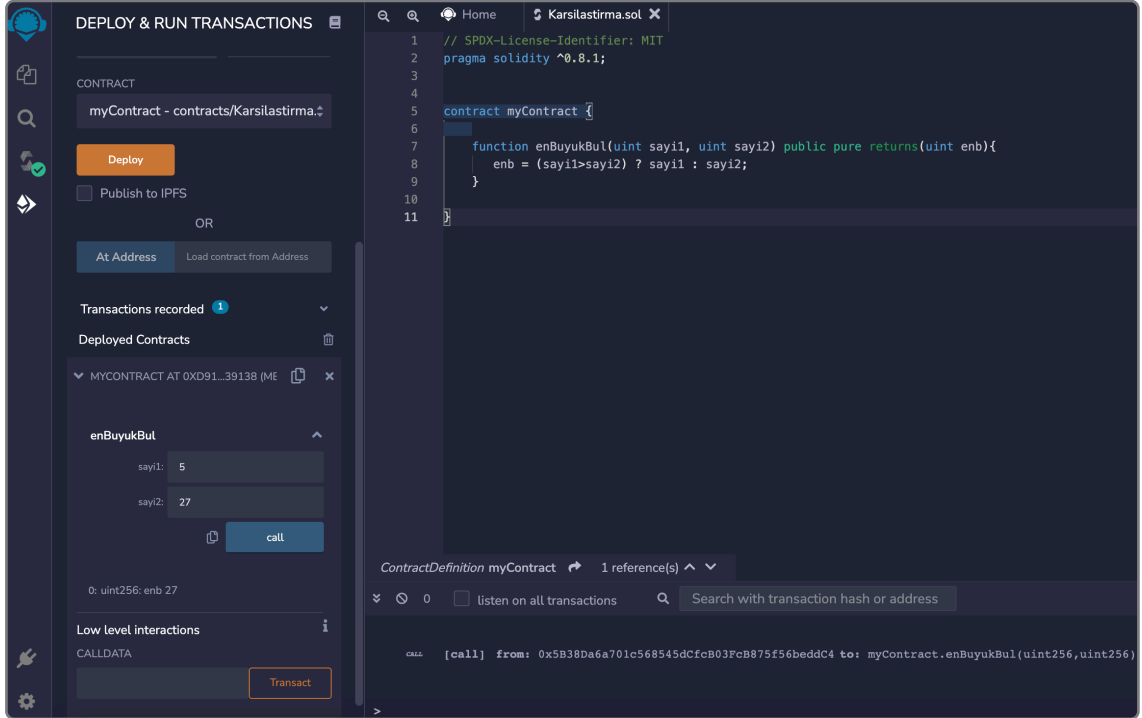 DEPLOY & RUN TRANSACTIONS
CONTRACT
myContract - contracts/Karsilastirma.
Deploy
Publish to IPFS
OR
At Address
Load contract from Address
Transactions recorded 1
Deployed Contracts
MYCONTRACT AT 0XD91...39138 (ME
enBuyukBul
sayi1: 5
sayi2: 27
call
0: uint256: enb 27
Low level interactions
i
CALLDATA
Transact
Home
Karsilastirma.sol
1 // SPDX-License-Identifier: MIT
2 pragma solidity ^0.8.1;
3
4
5 contract myContract {
6
7 function enBuyukBul(uint sayi1, uint sayi2) public pure returns(uint enb){
8 enb = (sayi1>sayi2) ? sayi1 : sayi2;
9 }
10
11 }
ContractDefinition myContract 1 reference(s)
0 listen on all transactions Search with transaction hash or address
CALL [call] from: 0x5B38Da6a701c568545dCfcB03FcB875f56beddC4 to: myContract.enBuyukBul(uint256,uint256)
>